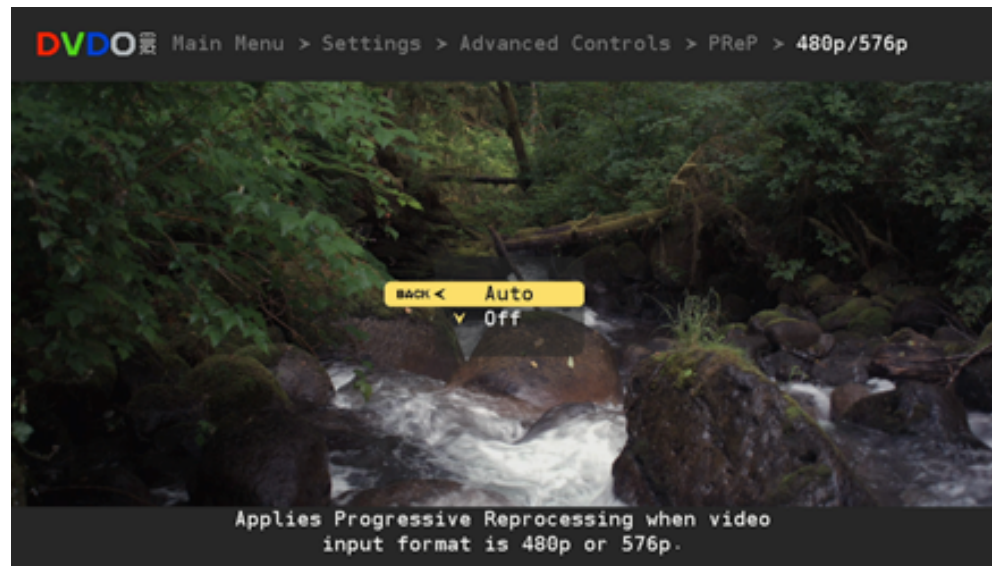 DVDO Main Menu > Settings > Advanced Controls > PReP > 480p/576p
BACK < Auto
Off
Applies Progressive Reprocessing when video
input format is 480p or 576p.